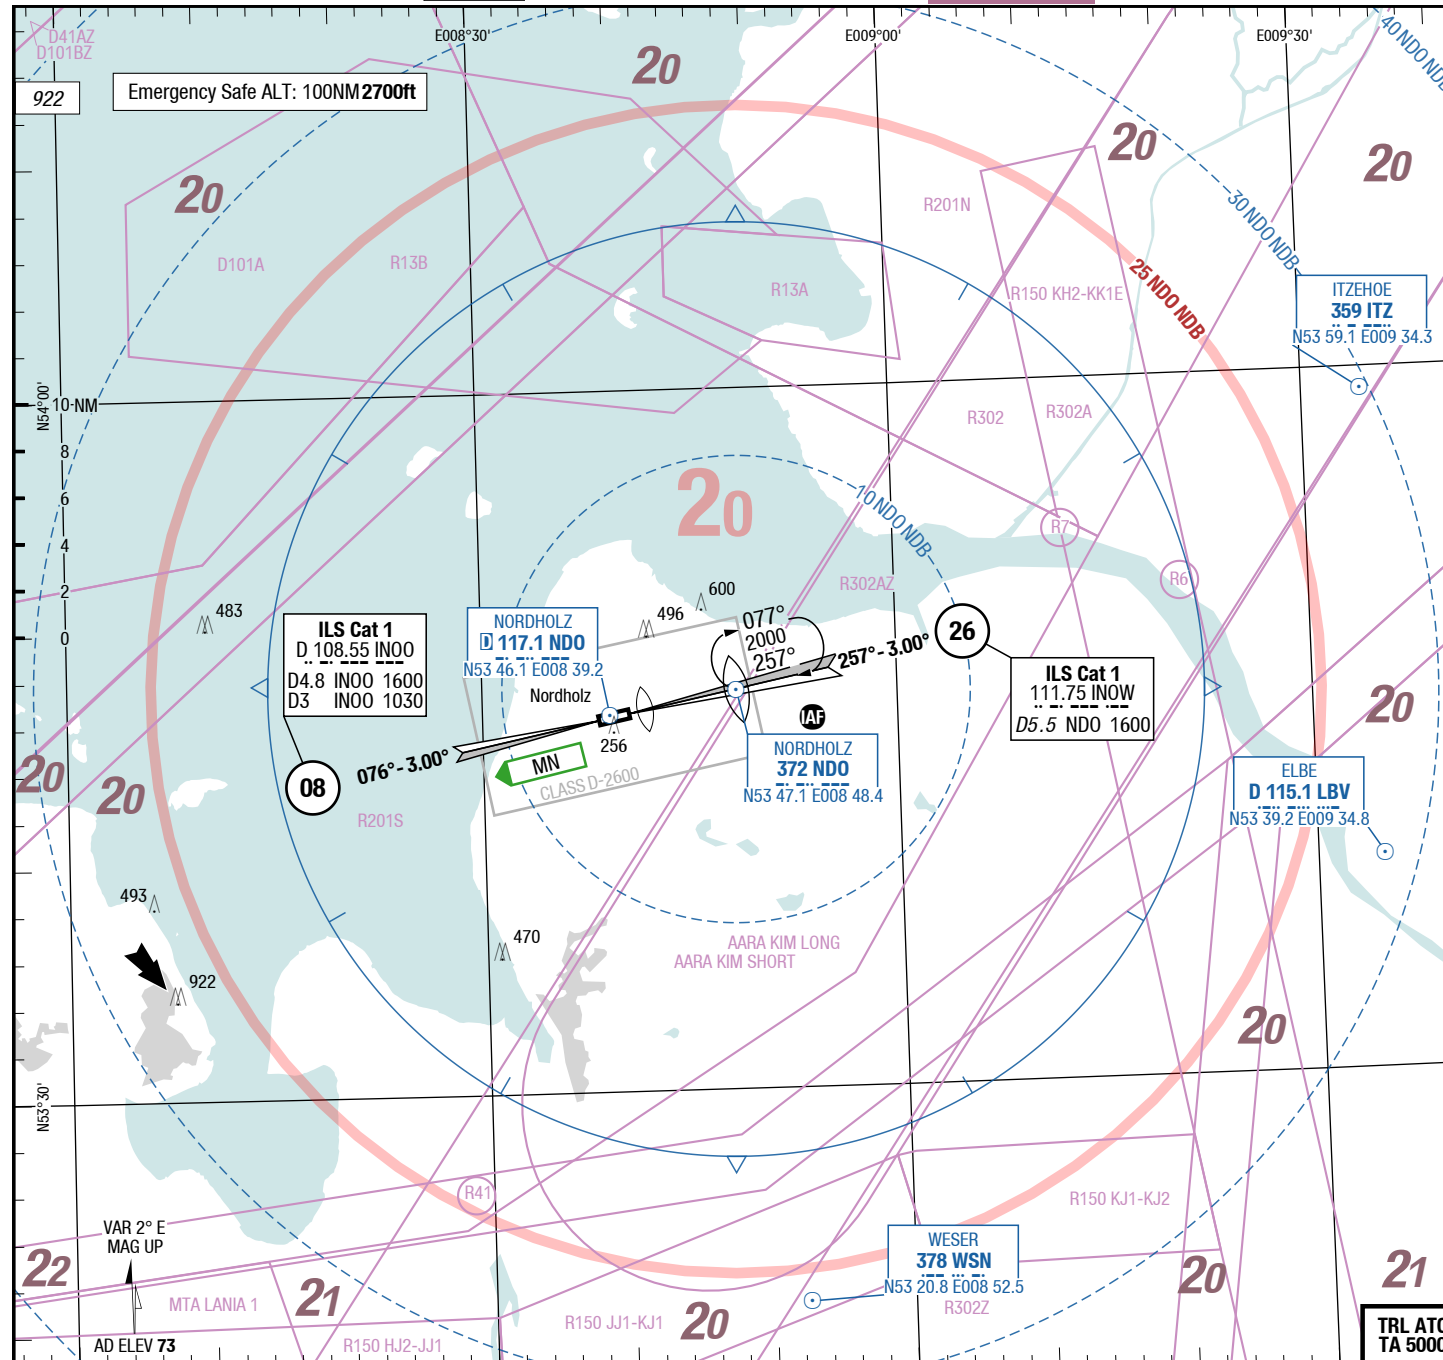 D41AZ
D101BZ
922
Emergency Safe ALT: 100NM 2700ft
E008°30'
E009°00'
E009°30'
40 NDO NDB
20
20
20
20
R201N
30 NDO NDB
D101A
R13B
R13A
R150 KH2-KK1E
25 NDO NDB
ITZEHOE
359 ITZ
N53 59.1 E009 34.3
N54°00'
10-NM
8
6
4
2
0
R302
R302A
20
10 NDO NDB
R7
R6
R302AZ
483
600
496
ILS Cat 1
D 108.55 INOO
D4.8 INOO 1600
D3 INOO 1030
NORDHOLZ
D 117.1 NDO
N53 46.1 E008 39.2
Nordholz
077°
2000
257°
257°- 3.00°
26
ILS Cat 1
111.75 INOW
D5.5 NDO 1600
IAF
256
NORDHOLZ
372 NDO
N53 47.1 E008 48.4
MN
CLASS D-2600
076°- 3.00°
08
20
20
20
R201S
ELBE
D 115.1 LBV
N53 39.2 E009 34.8
493
470
922
AARA KIM LONG
AARA KIM SHORT
20
N53°30'
R41
R150 KJ1-KJ2
VAR 2° E
MAG UP
WESER
378 WSN
N53 20.8 E008 52.5
22
21
20
20
21
MTA LANIA 1
R150 JJ1-KJ1
R302Z
R150 HJ2-JJ1
AD ELEV 73
TRL ATC
TA 5000